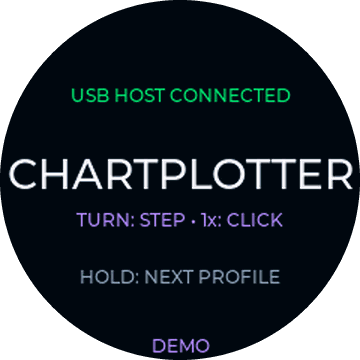 USB HOST CONNECTED
CHARTPLOTTER
TURN: STEP • 1x: CLICK
HOLD: NEXT PROFILE
DEMO